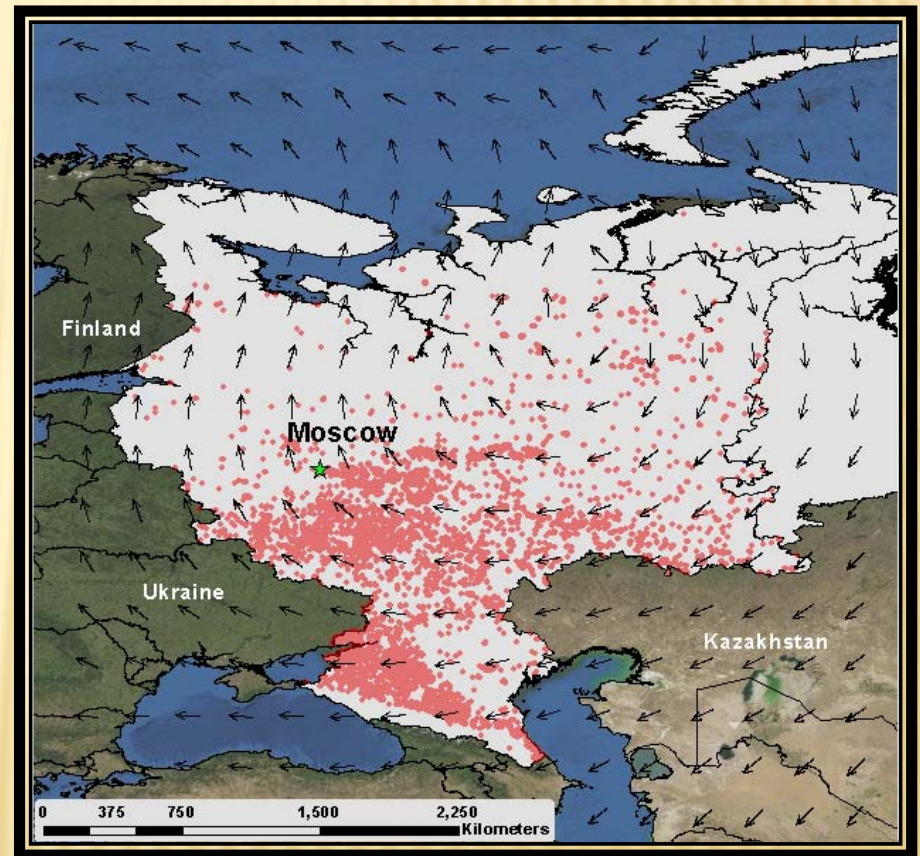 Finland
Moscow
Ukraine
Kazakhstan
0 375 750 1,500 2,250
Kilometers